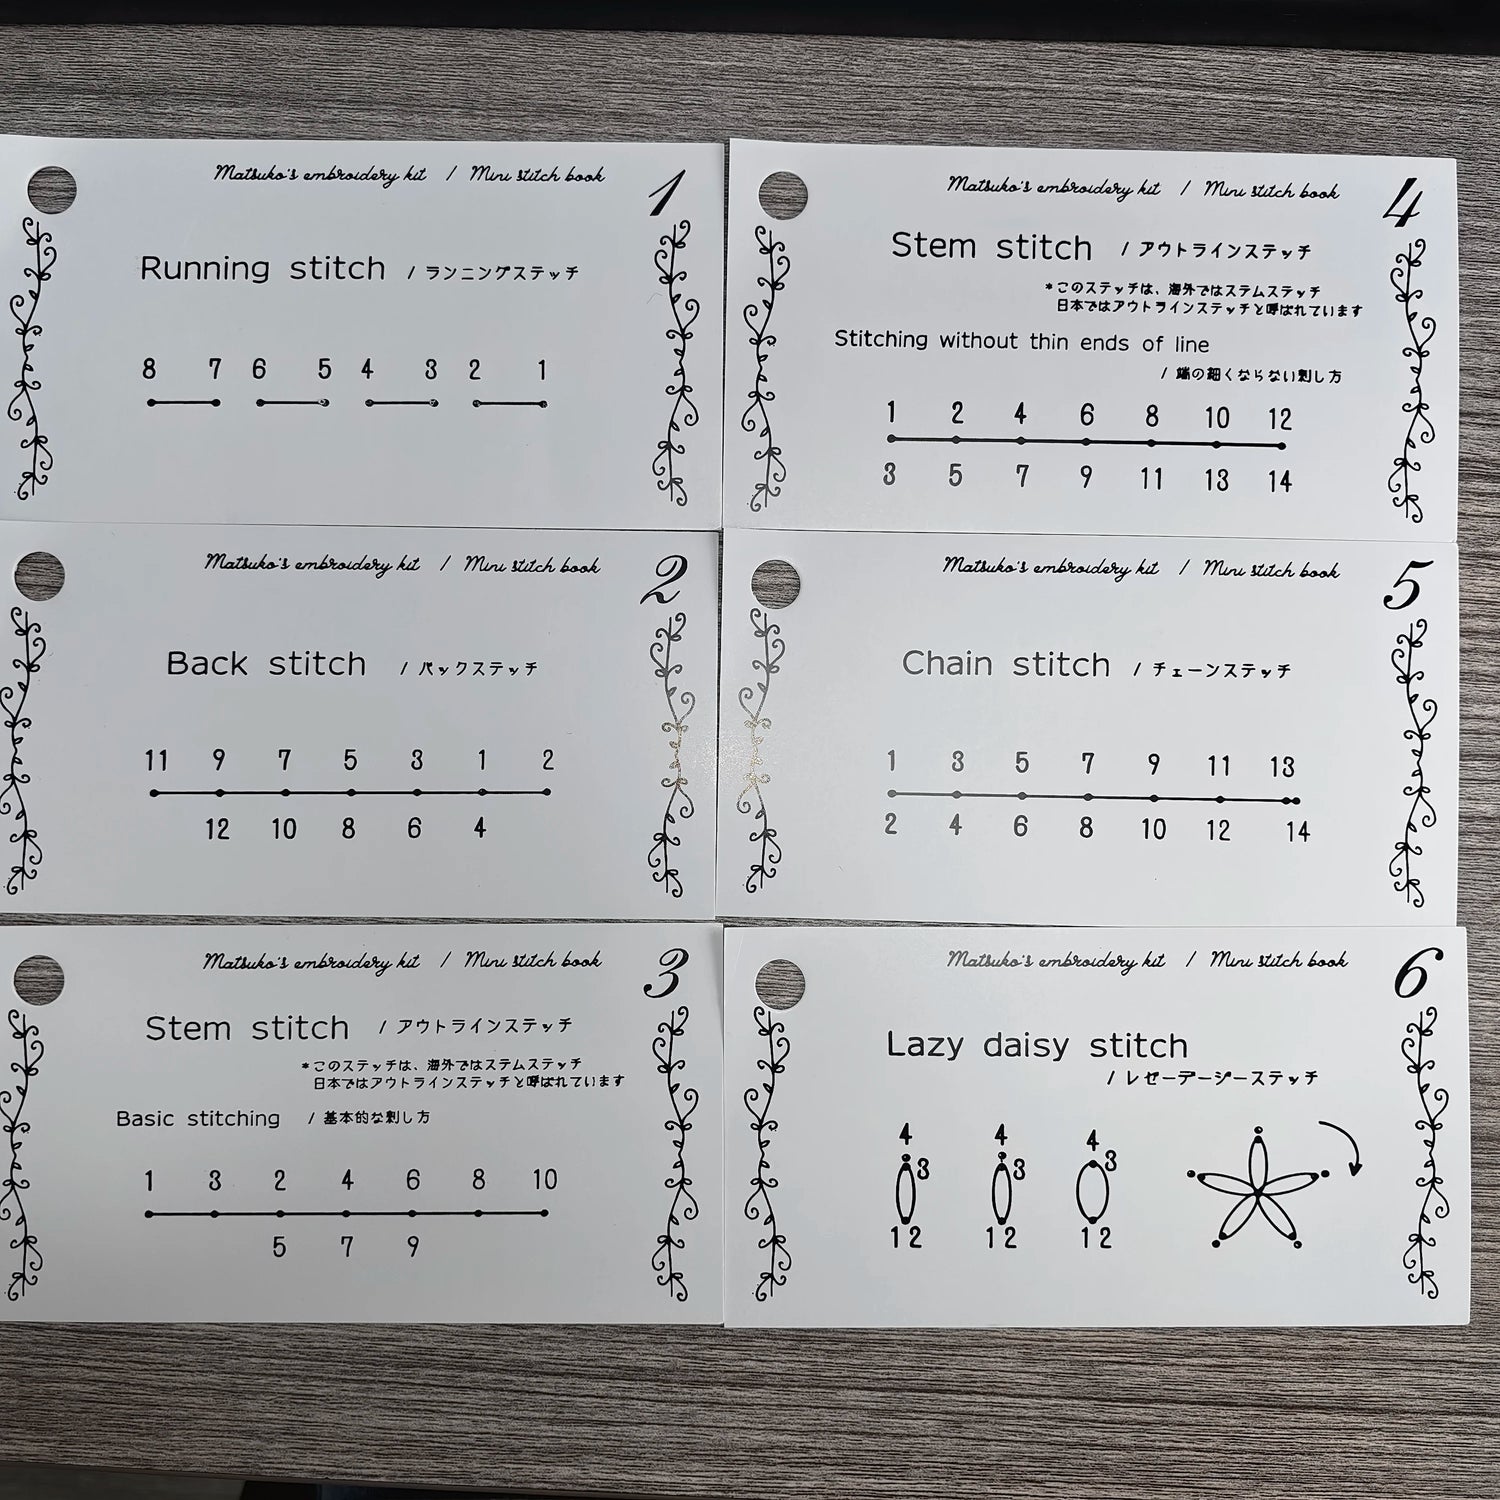 Matsuko's embroidery kit / Mini stitch book
1
Running stitch / ランニングステッチ
8 7 6 5 4 3 2 1
Matsuko's embroidery kit / Mini stitch book
2
Back stitch / バックステッチ
11 9 7 5 3 1 2
12 10 8 6 4
Matsuko's embroidery kit / Mini stitch book
3
Stem stitch / アウトラインステッチ
*このステッチは、海外ではステムステッチ
日本ではアウトラインステッチと呼ばれています
Basic stitching / 基本的な刺し方
1 3 2 4 6 8 10
5 7 9
Matsuko's embroidery kit / Mini stitch book
4
Stem stitch / アウトラインステッチ
*このステッチは、海外ではステムステッチ
日本ではアウトラインステッチと呼ばれています
Stitching without thin ends of line
/ 端の細くならない刺し方
1 2 4 6 8 10 12
3 5 7 9 11 13 14
Matsuko's embroidery kit / Mini stitch book
5
Chain stitch / チェーンステッチ
1 3 5 7 9 11 13
2 4 6 8 10 12 14
Matsuko's embroidery kit / Mini stitch book
6
Lazy daisy stitch
/ レゼーデージーステッチ
4 4 4
3 3 3
1 2 1 2 1 2